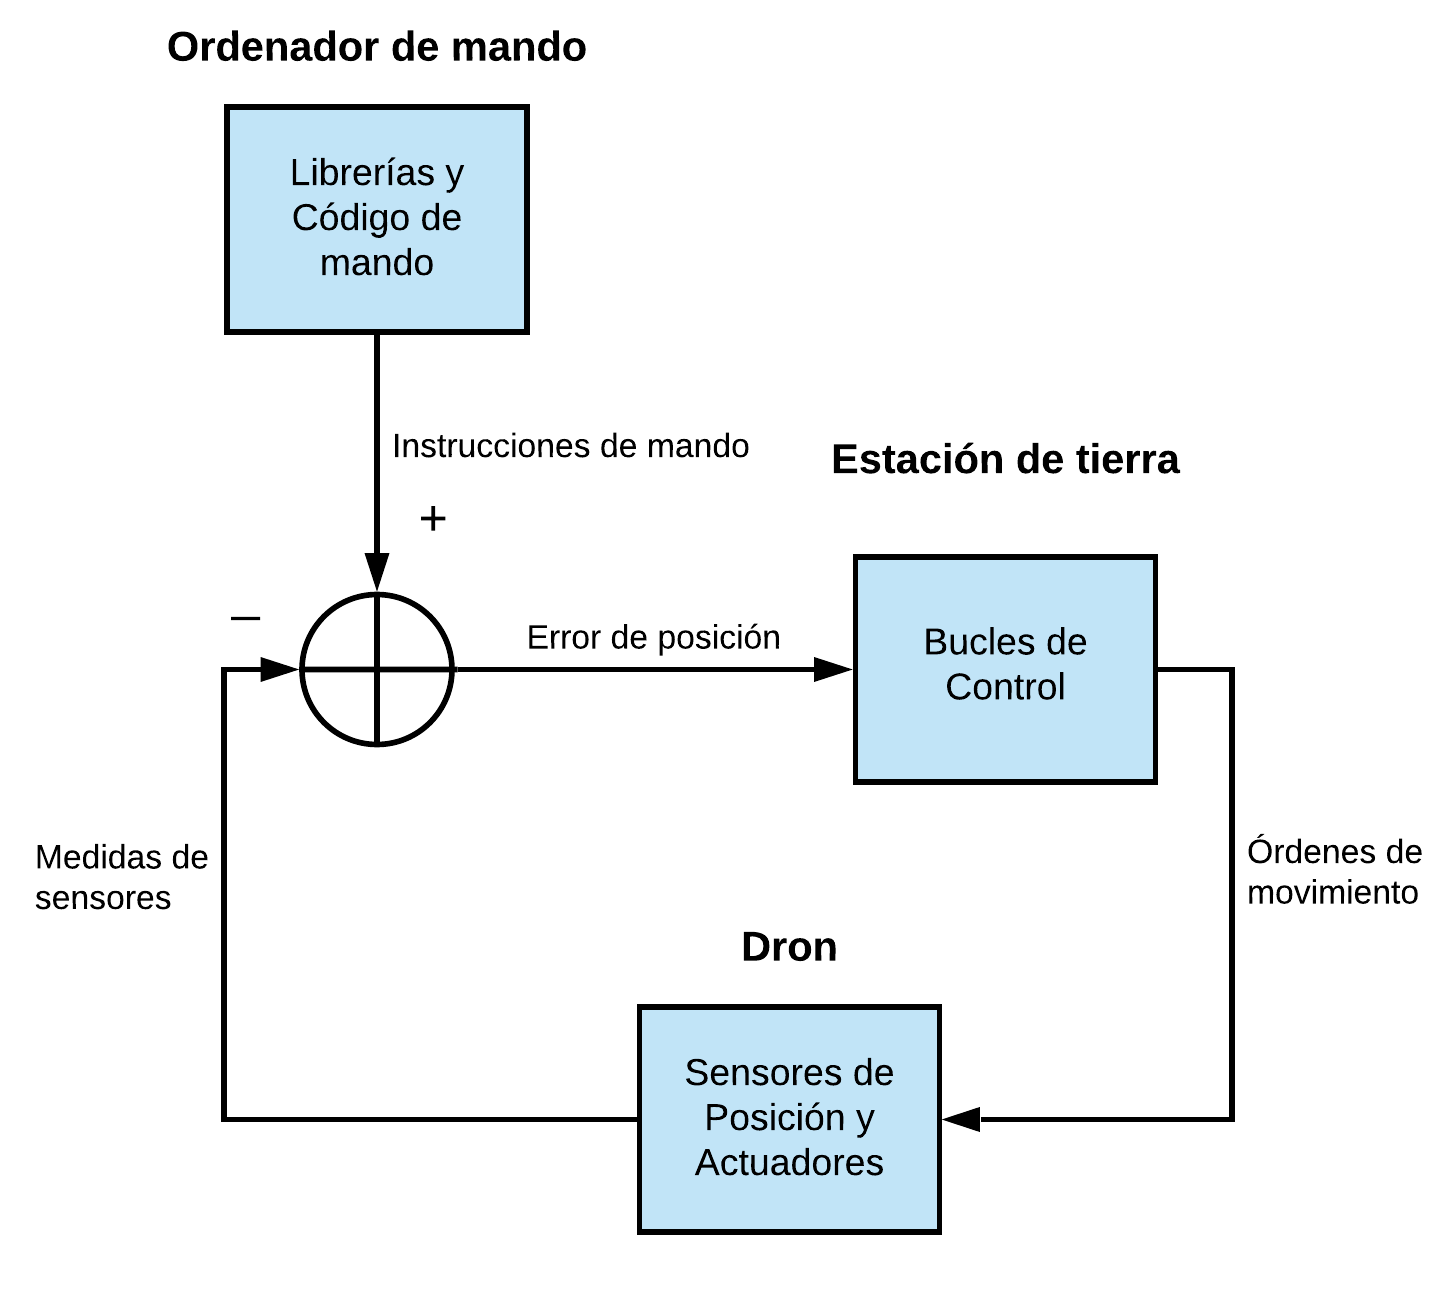 Ordenador de mando
Librerías y
Código de
mando
Instrucciones de mando
+
Estación de tierra
–
Error de posición
Bucles de
Control
Medidas de
sensores
Órdenes de
movimiento
Dron
Sensores de
Posición y
Actuadores